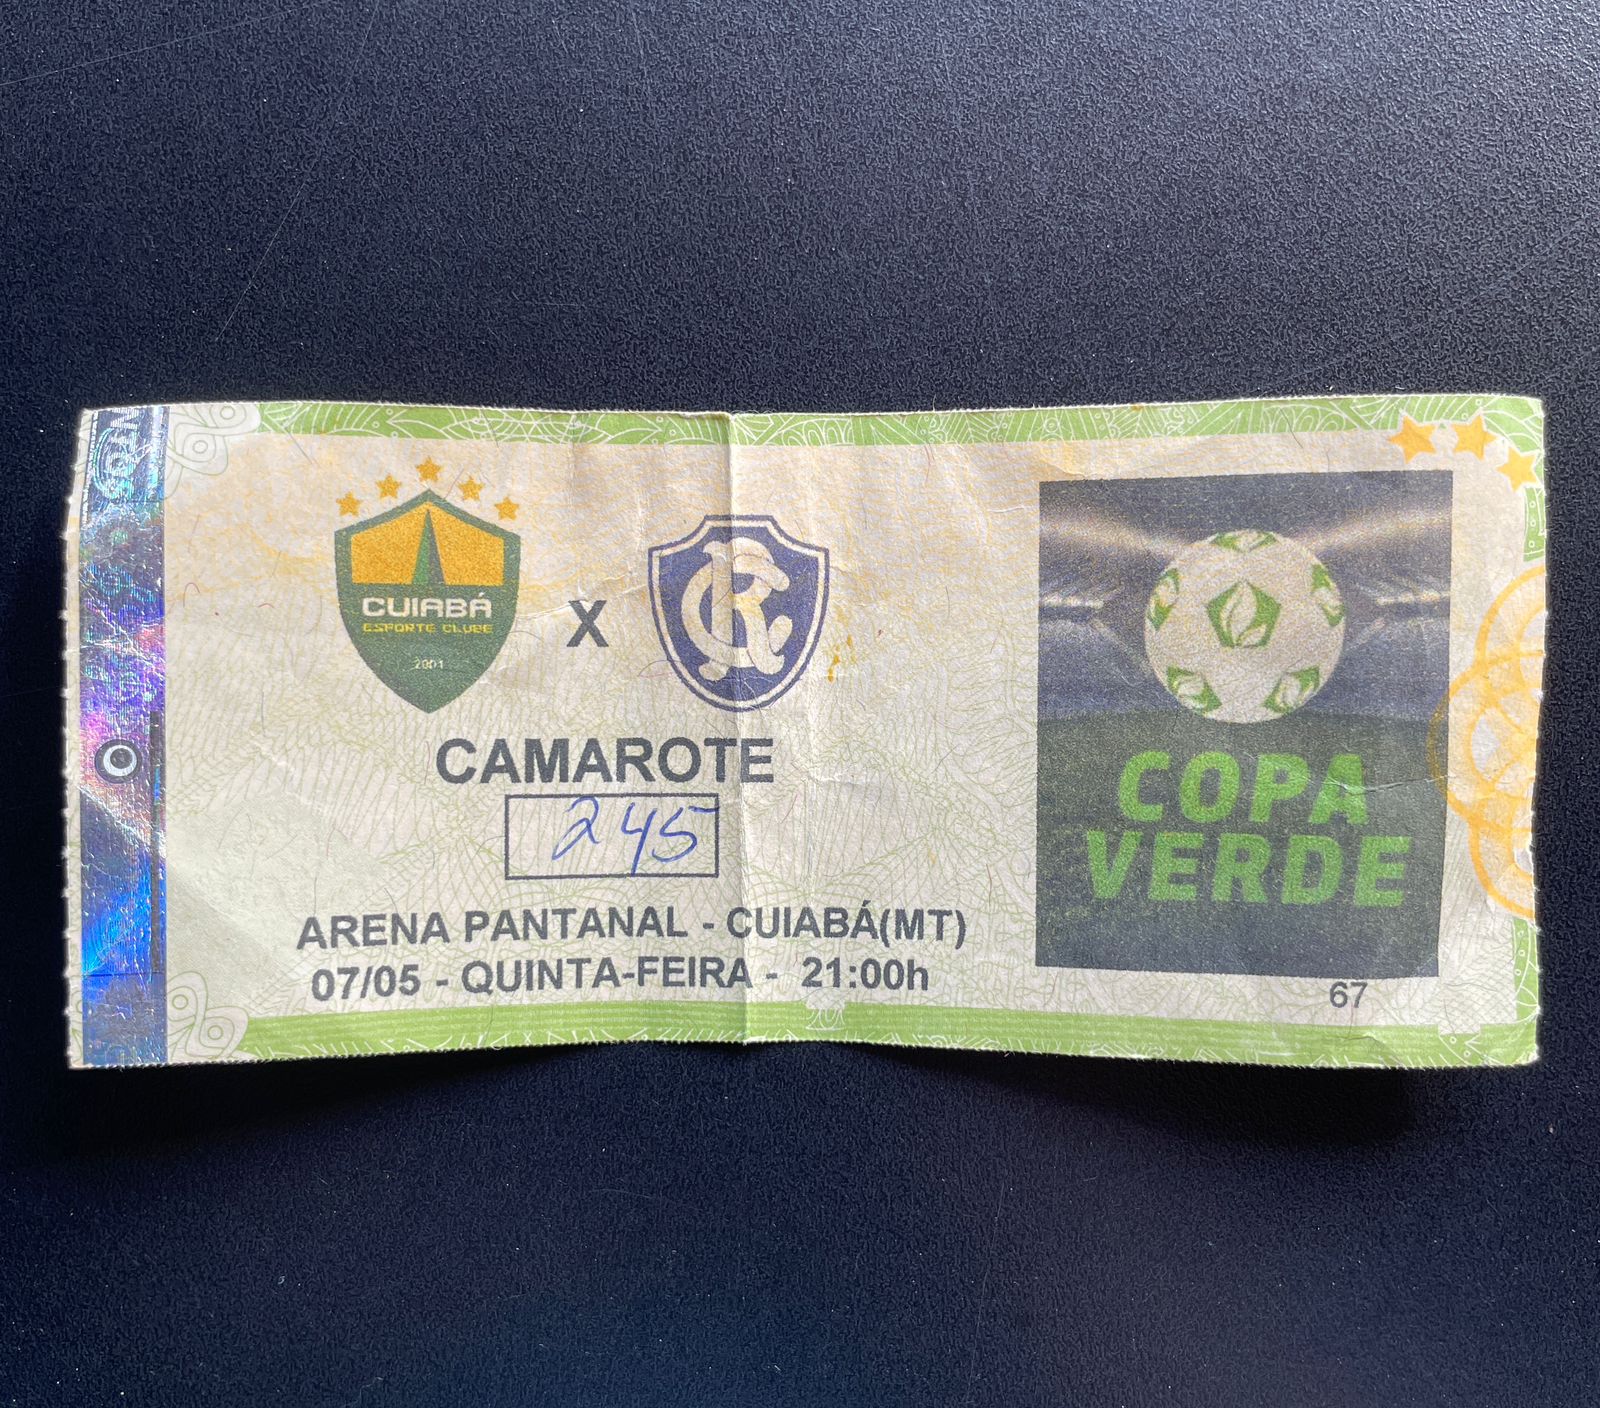 CUIABÁ
ESPORTE CLUBE
2001
X
CR
CAMAROTE
245
ARENA PANTANAL - CUIABÁ(MT)
07/05 - QUINTA-FEIRA - 21:00h
COPA
VERDE
67